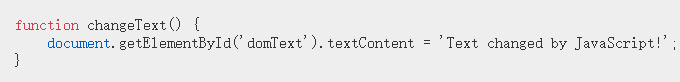 function changeText() {
    document.getElementById('domText').textContent = 'Text changed by JavaScript!';
}